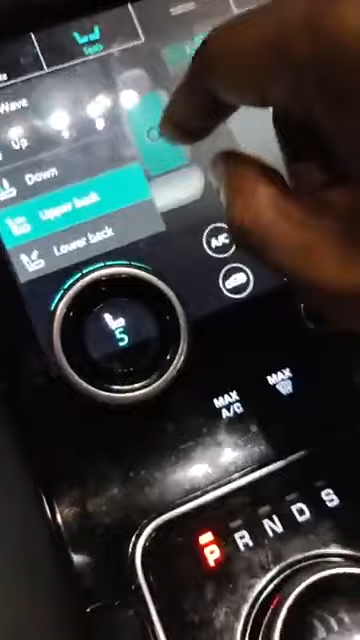 Wave
Up
Down
Upper back
Lower back
A/C
5
MAX
A/C
MAX
P R N D S